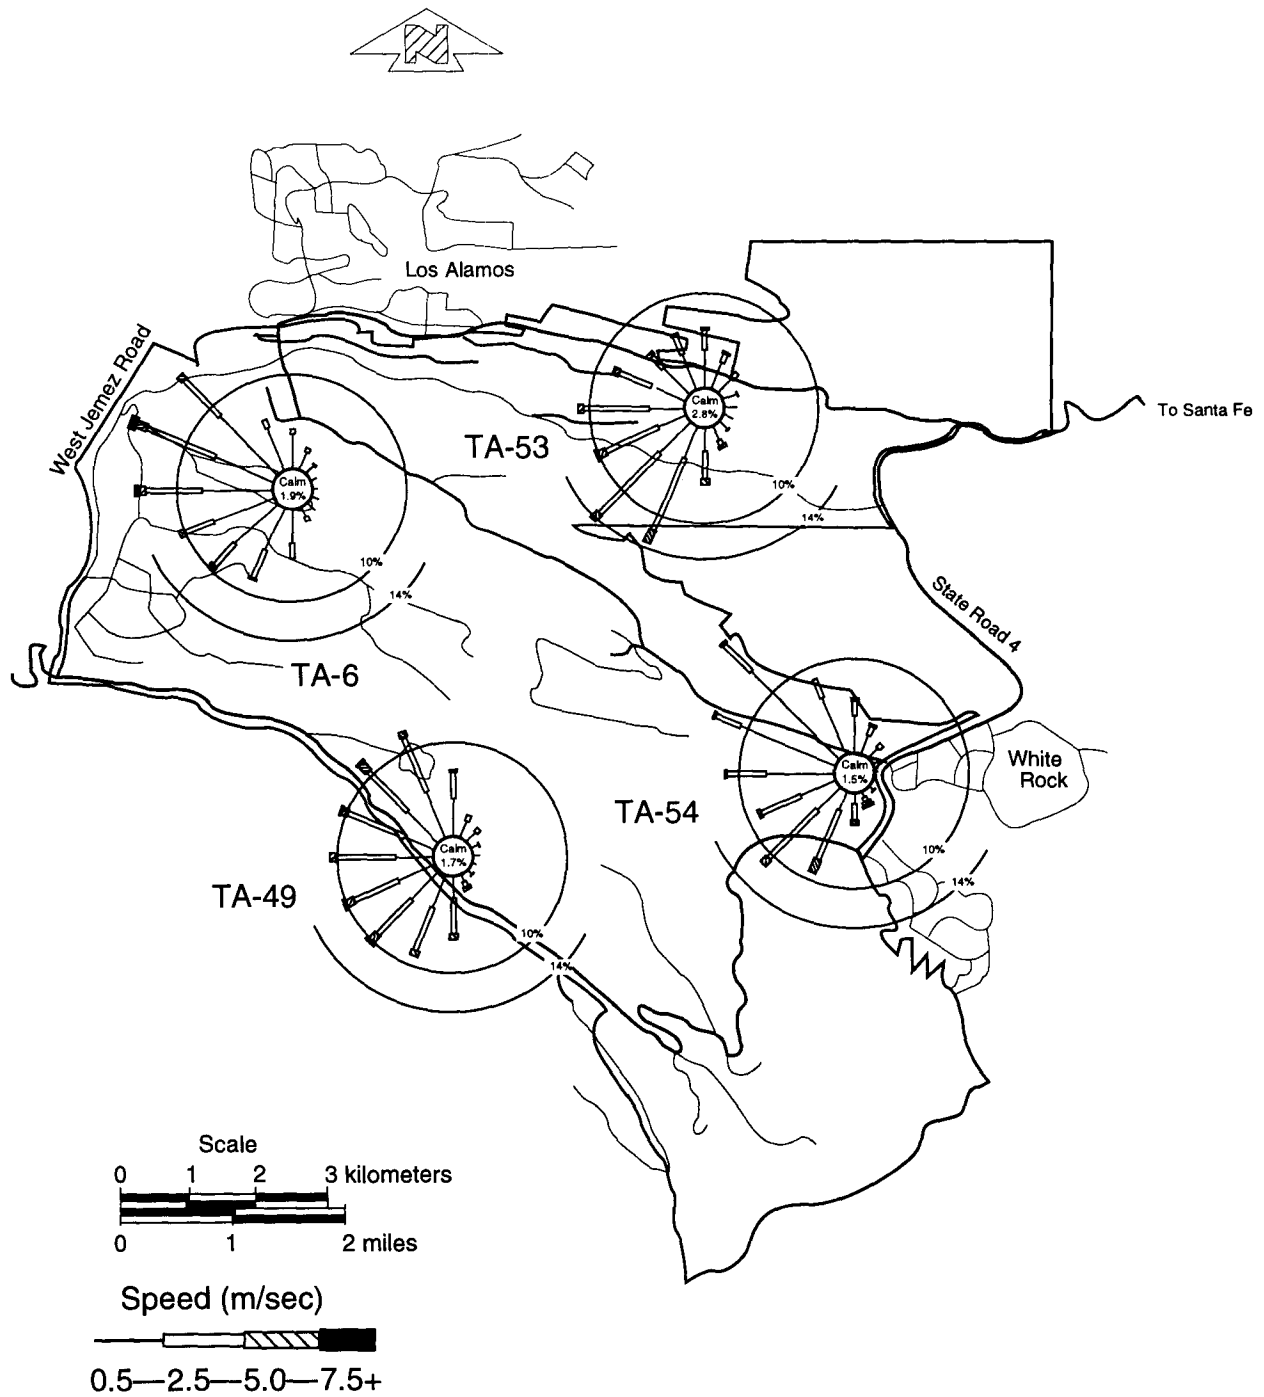 N
Los Alamos
West Jemez Road
Calm
2.8%
To Santa Fe
TA-53
Calm
1.9%
10%
14%
10%
14%
State Road 4
TA-6
White
Rock
Calm
1.5%
TA-54
Calm
1.7%
10%
14%
TA-49
10%
14%
Scale
0 1 2 3 kilometers
0 1 2 miles
Speed (m/sec)
0.5—2.5—5.0—7.5+